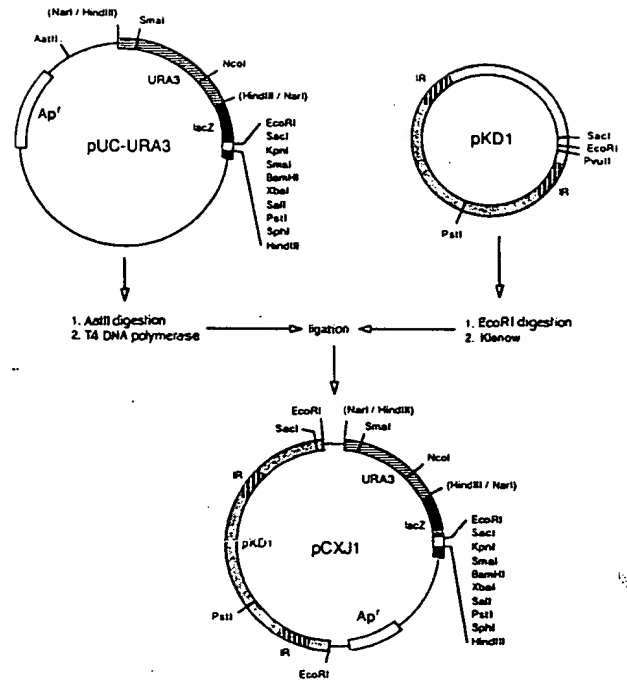 (NarI / HindIII)
SmaI
AatII
NcoI
URA3
(HindIII / NarI)
Apʳ
lacZ
pUC-URA3
EcoRI
SacI
KpnI
SmaI
BamHI
XbaI
SalI
PstI
SphI
HindIII
IR
pKD1
SacI
EcoRI
PvuII
IR
PstI
1. AatII digestion
2. T4 DNA polymerase
ligation
1. EcoRI digestion
2. Klenow
EcoRI
(NarI / HindIII)
SacI
SmaI
IR
NcoI
URA3
(HindIII / NarI)
lacZ
pKD1
pCXJ1
EcoRI
SacI
KpnI
SmaI
BamHI
XbaI
SalI
PstI
SphI
HindIII
PstI
Apʳ
IR
EcoRI